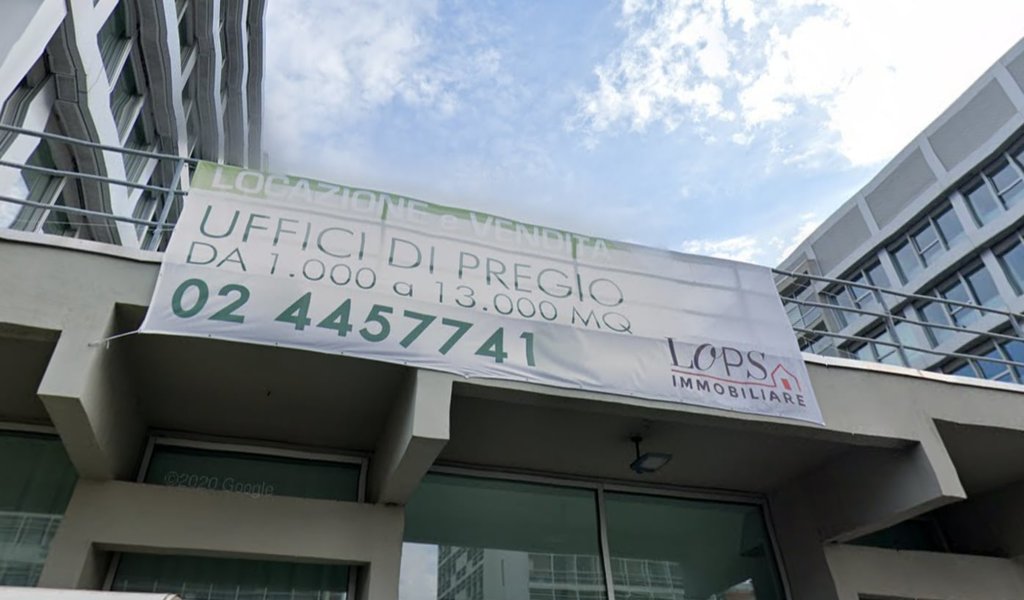 LOCAZIONE e VENDITA
UFFICI DI PREGIO
DA 1.000 a 13.000 MQ
02 4457741
LOPS
IMMOBILIARE
©2020 Google